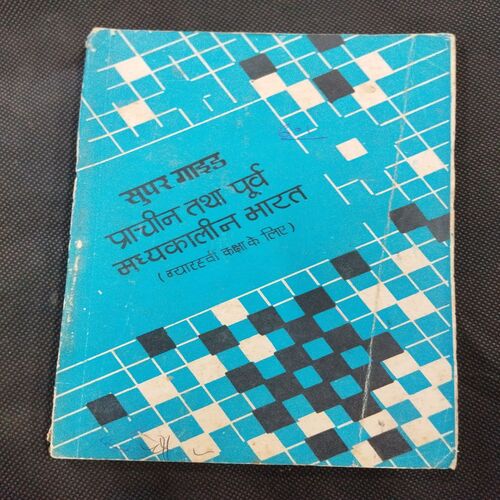 सुपर गाइड
प्राचीन तथा पूर्व
मध्यकालीन भारत
(ग्यारहवीं कक्षा के लिए)